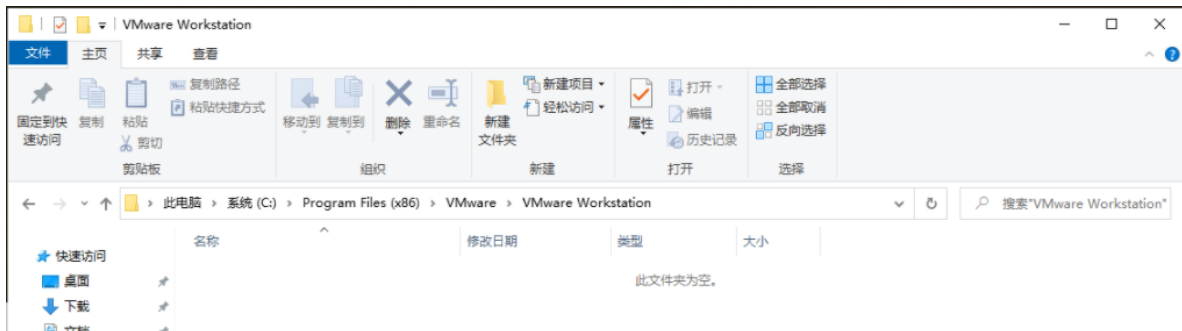 VMware Workstation
文件 主页 共享 查看
固定到快速访问 复制 粘贴 复制路径 粘贴快捷方式 剪切 移动到 复制到 删除 重命名 新建文件夹 新建项目 轻松访问 属性 打开 编辑 历史记录 全部选择 全部取消 反向选择
剪贴板 组织 新建 打开 选择
此电脑 › 系统 (C:) › Program Files (x86) › VMware › VMware Workstation 搜索"VMware Workstation"
名称 修改日期 类型 大小
快速访问
此文件夹为空。
桌面
下载
文档